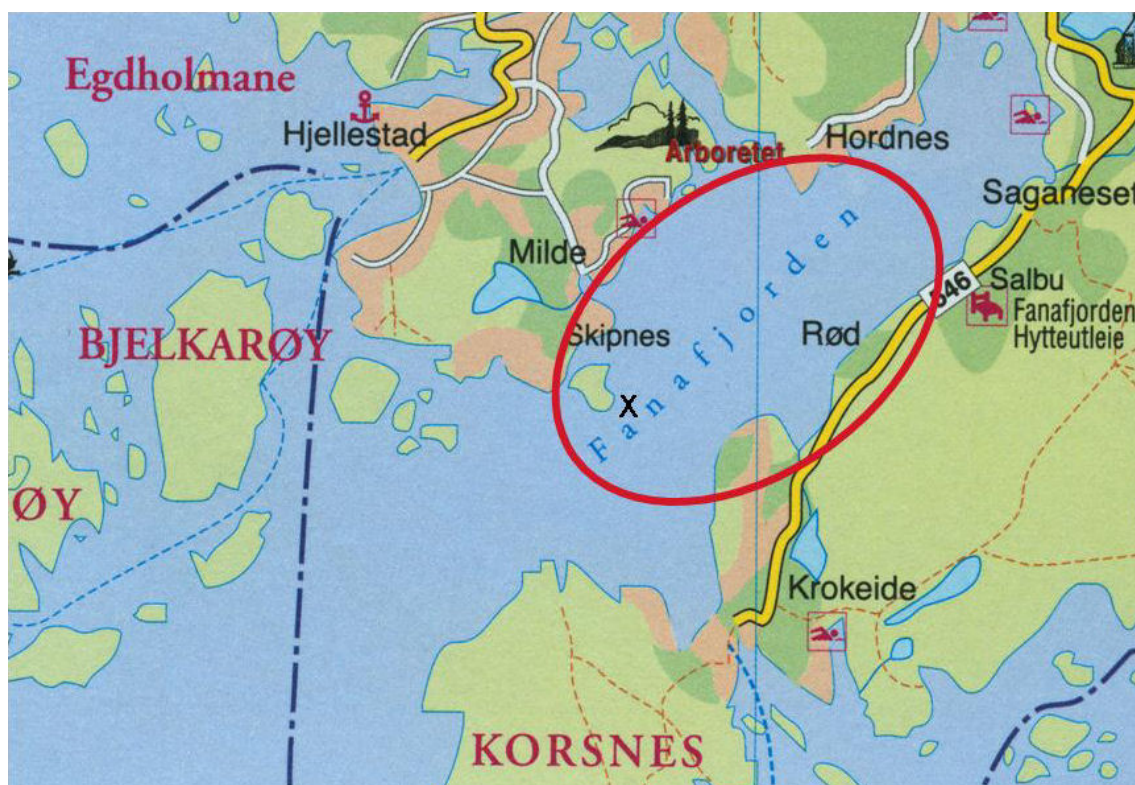 Egdholmane
Hjellestad
Arboretet
Hordnes
Saganeset
Milde
Salbu
Fanafjorden
Hytteutleie
546
BJELKARØY
Skipnes
Rød
X
Fanafjorden
ØY
Krokeide
KORSNES